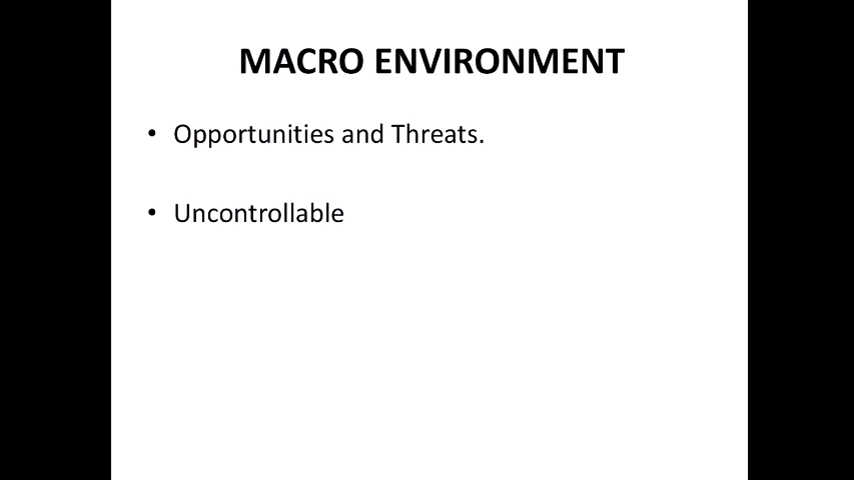 MACRO ENVIRONMENT
• Opportunities and Threats.
• Uncontrollable